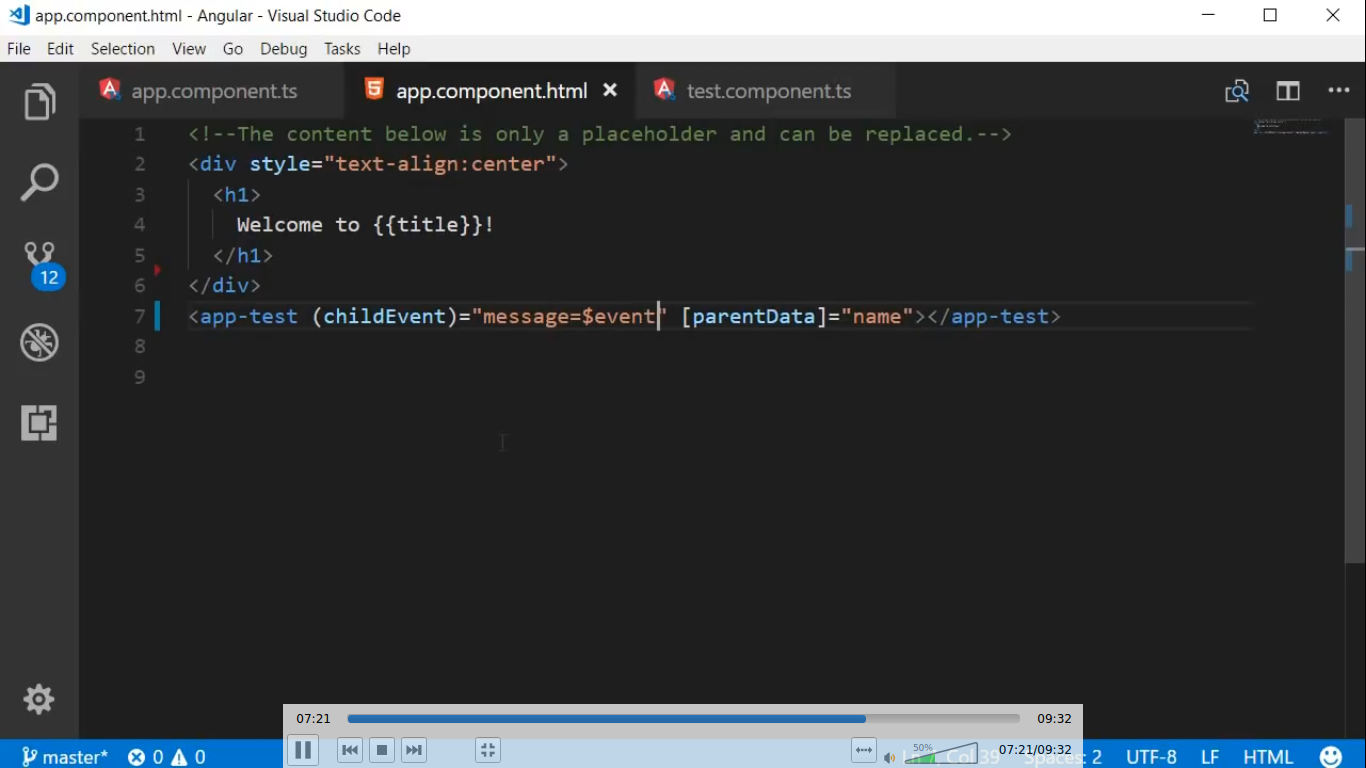 app.component.html - Angular - Visual Studio Code
File Edit Selection View Go Debug Tasks Help
app.component.ts app.component.html test.component.ts
1 <!--The content below is only a placeholder and can be replaced.-->
2 <div style="text-align:center">
3 <h1>
4 Welcome to {{title}}!
5 </h1>
6 </div>
7 <app-test (childEvent)="message=$event" [parentData]="name"></app-test>
8
9
12
07:21 09:32
50% 07:21/09:32
master* 0 0 Col 39 Spaces: 2 UTF-8 LF HTML